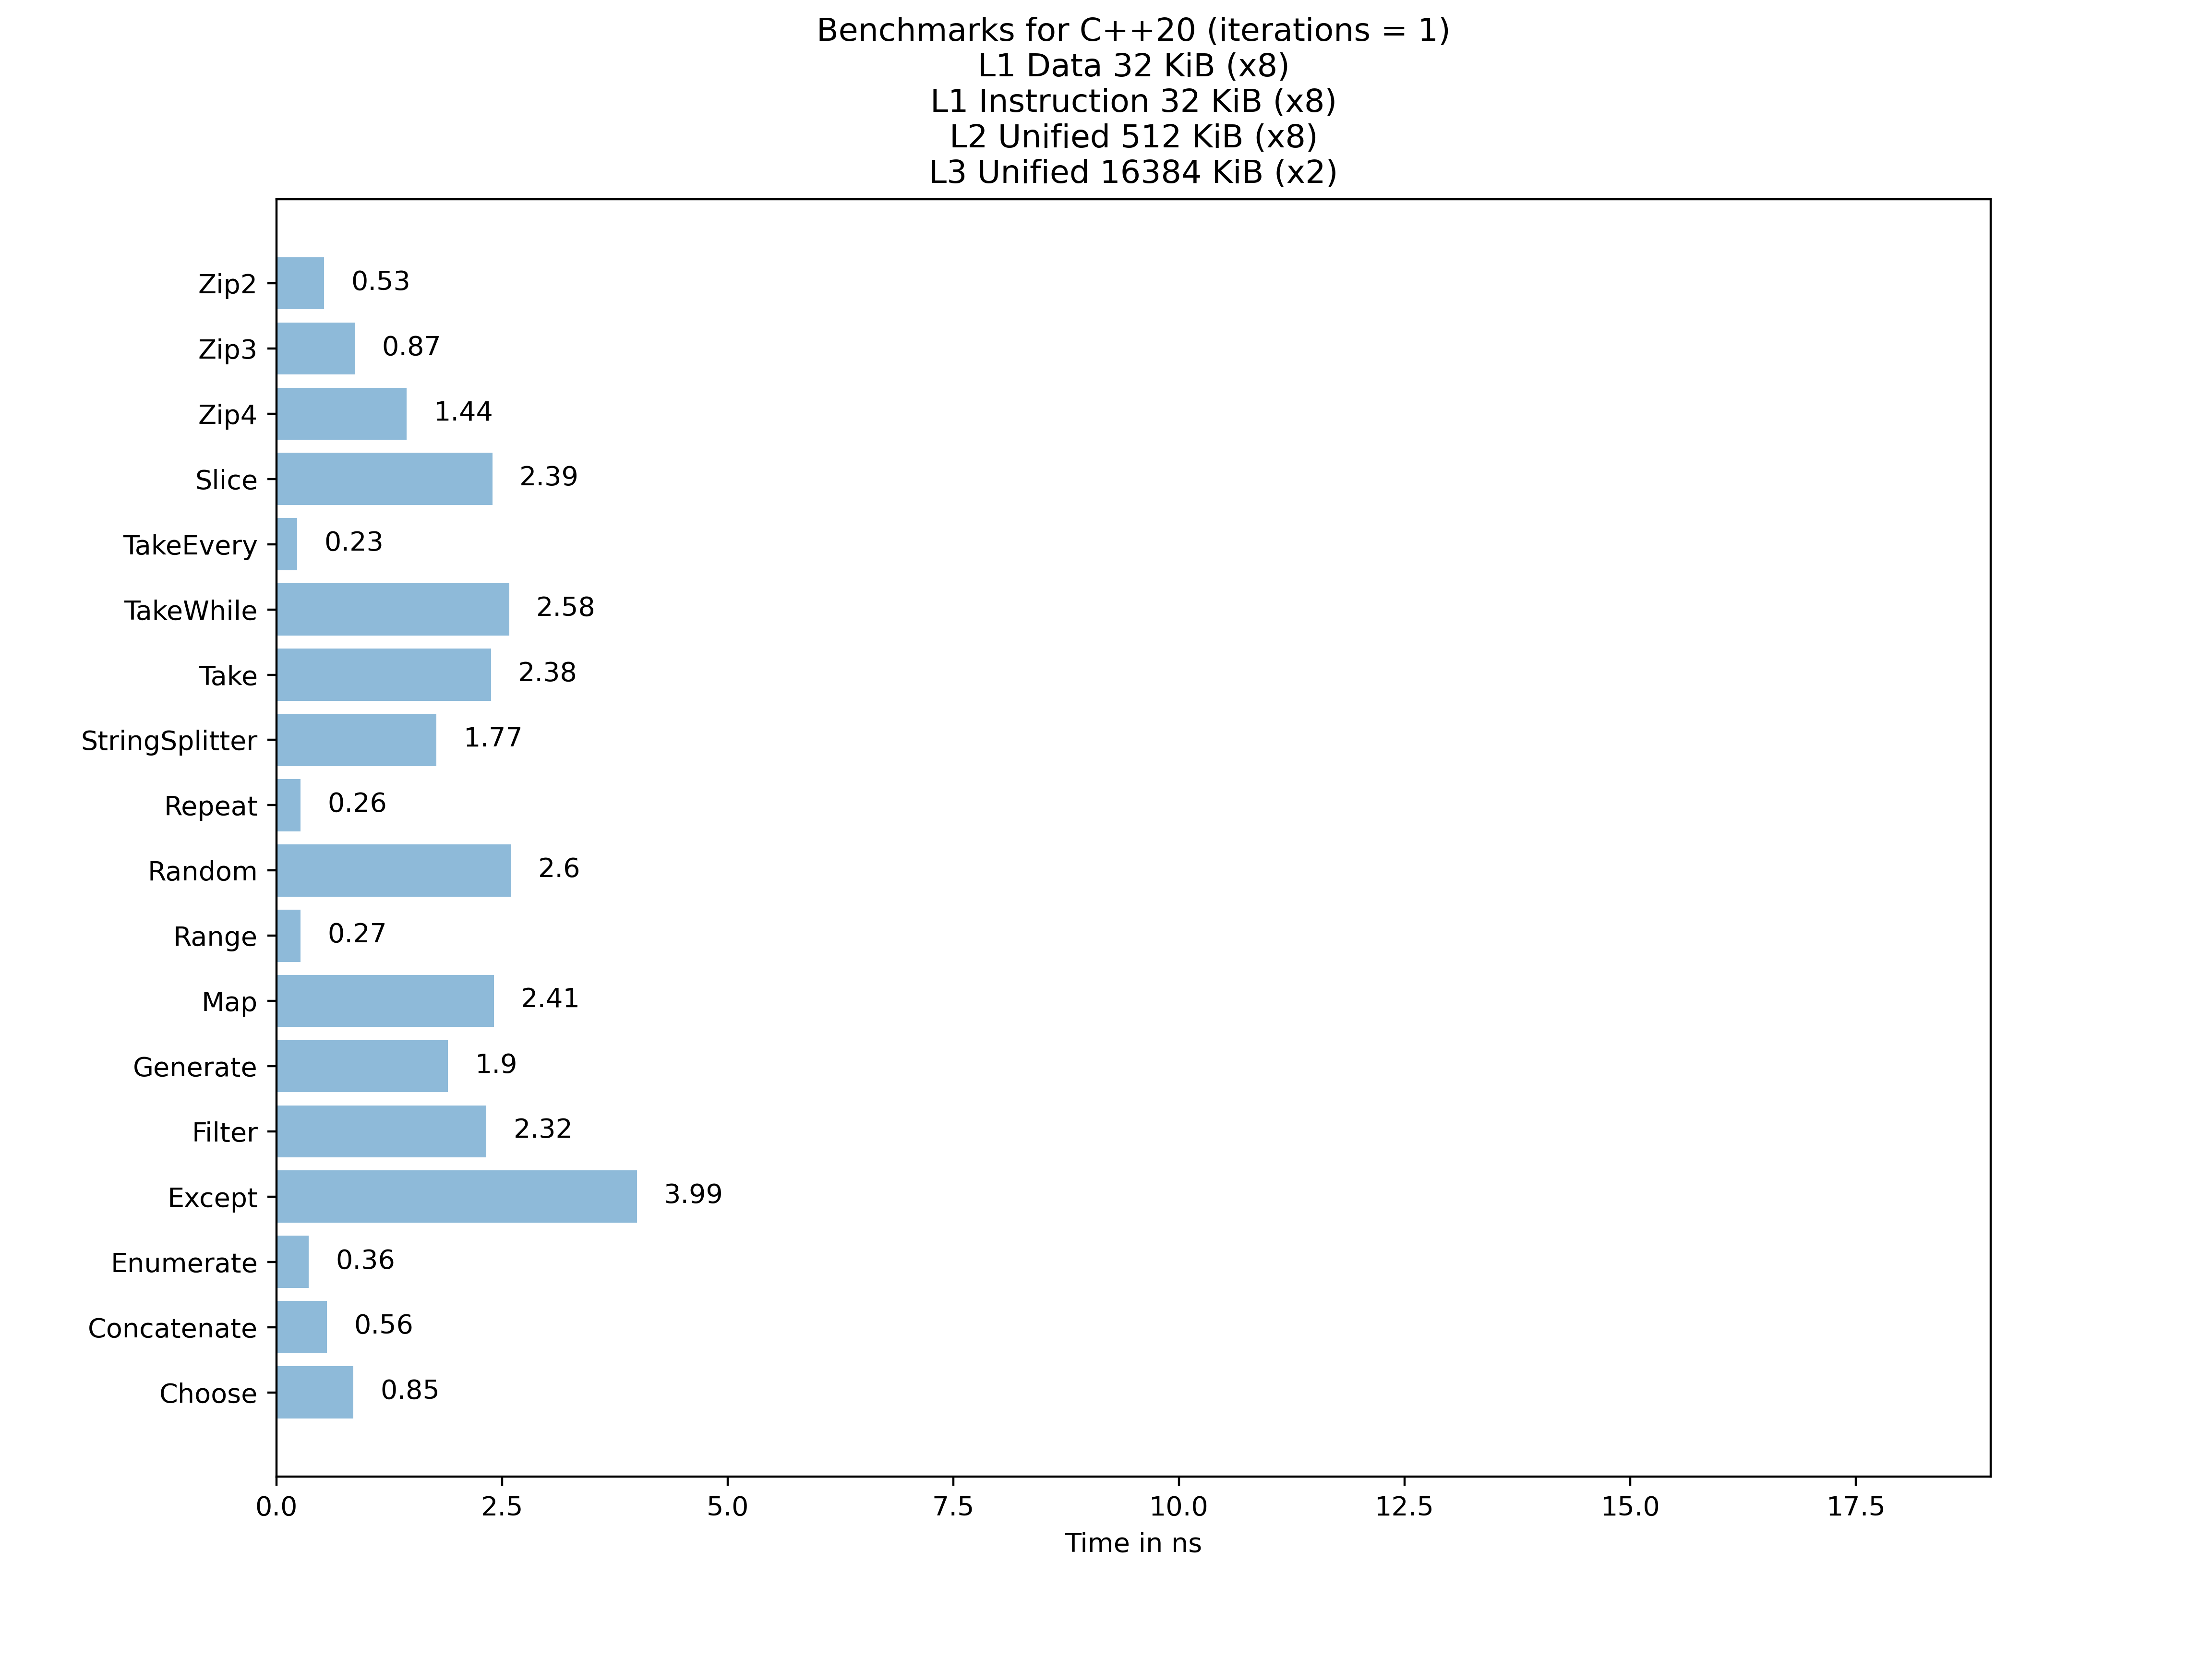 Benchmarks for C++20 (iterations = 1)
L1 Data 32 KiB (x8)
L1 Instruction 32 KiB (x8)
L2 Unified 512 KiB (x8)
L3 Unified 16384 KiB (x2)
Zip2 0.53
Zip3 0.87
Zip4 1.44
Slice 2.39
TakeEvery 0.23
TakeWhile 2.58
Take 2.38
StringSplitter 1.77
Repeat 0.26
Random 2.6
Range 0.27
Map 2.41
Generate 1.9
Filter 2.32
Except 3.99
Enumerate 0.36
Concatenate 0.56
Choose 0.85
0.0 2.5 5.0 7.5 10.0 12.5 15.0 17.5
Time in ns